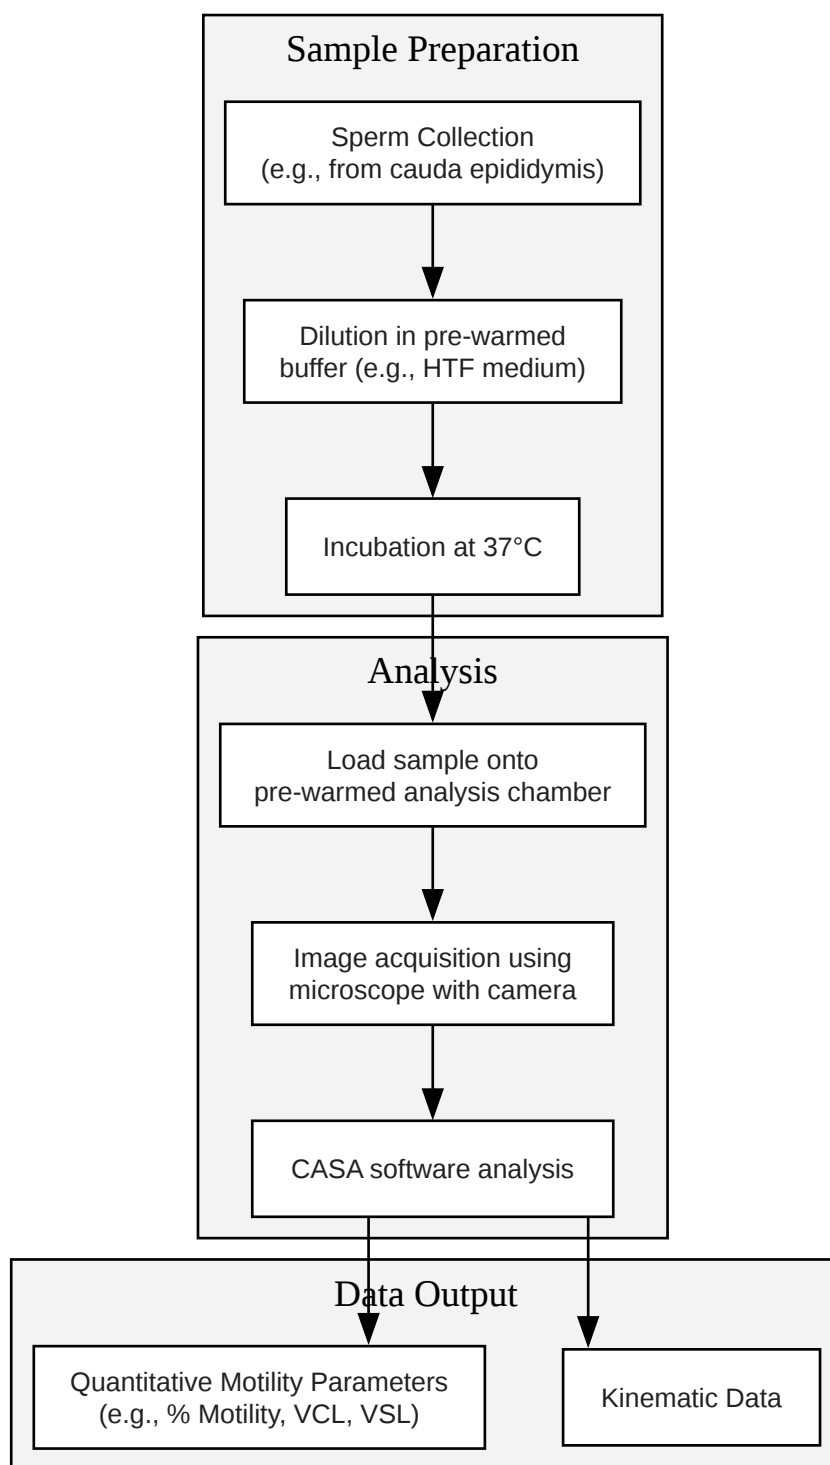 Sample Preparation
Sperm Collection
(e.g., from cauda epididymis)
Dilution in pre-warmed
buffer (e.g., HTF medium)
Incubation at 37°C
Analysis
Load sample onto
pre-warmed analysis chamber
Image acquisition using
microscope with camera
CASA software analysis
Data Output
Quantitative Motility Parameters
(e.g., % Motility, VCL, VSL)
Kinematic Data